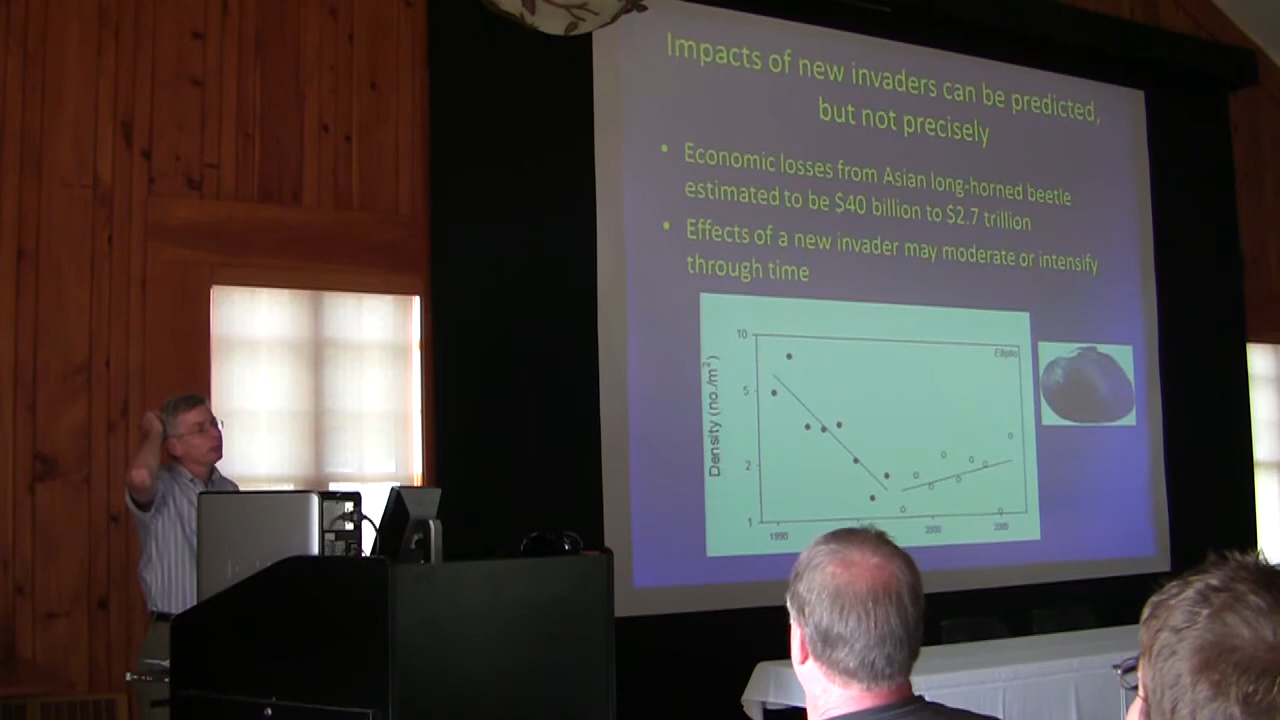 Impacts of new invaders can be predicted,
but not precisely
• Economic losses from Asian long-horned beetle
estimated to be $40 billion to $2.7 trillion
• Effects of a new invader may moderate or intensify
through time
Elliptio
Density (no./m²)
10
5
2
1
1990
2000
2010